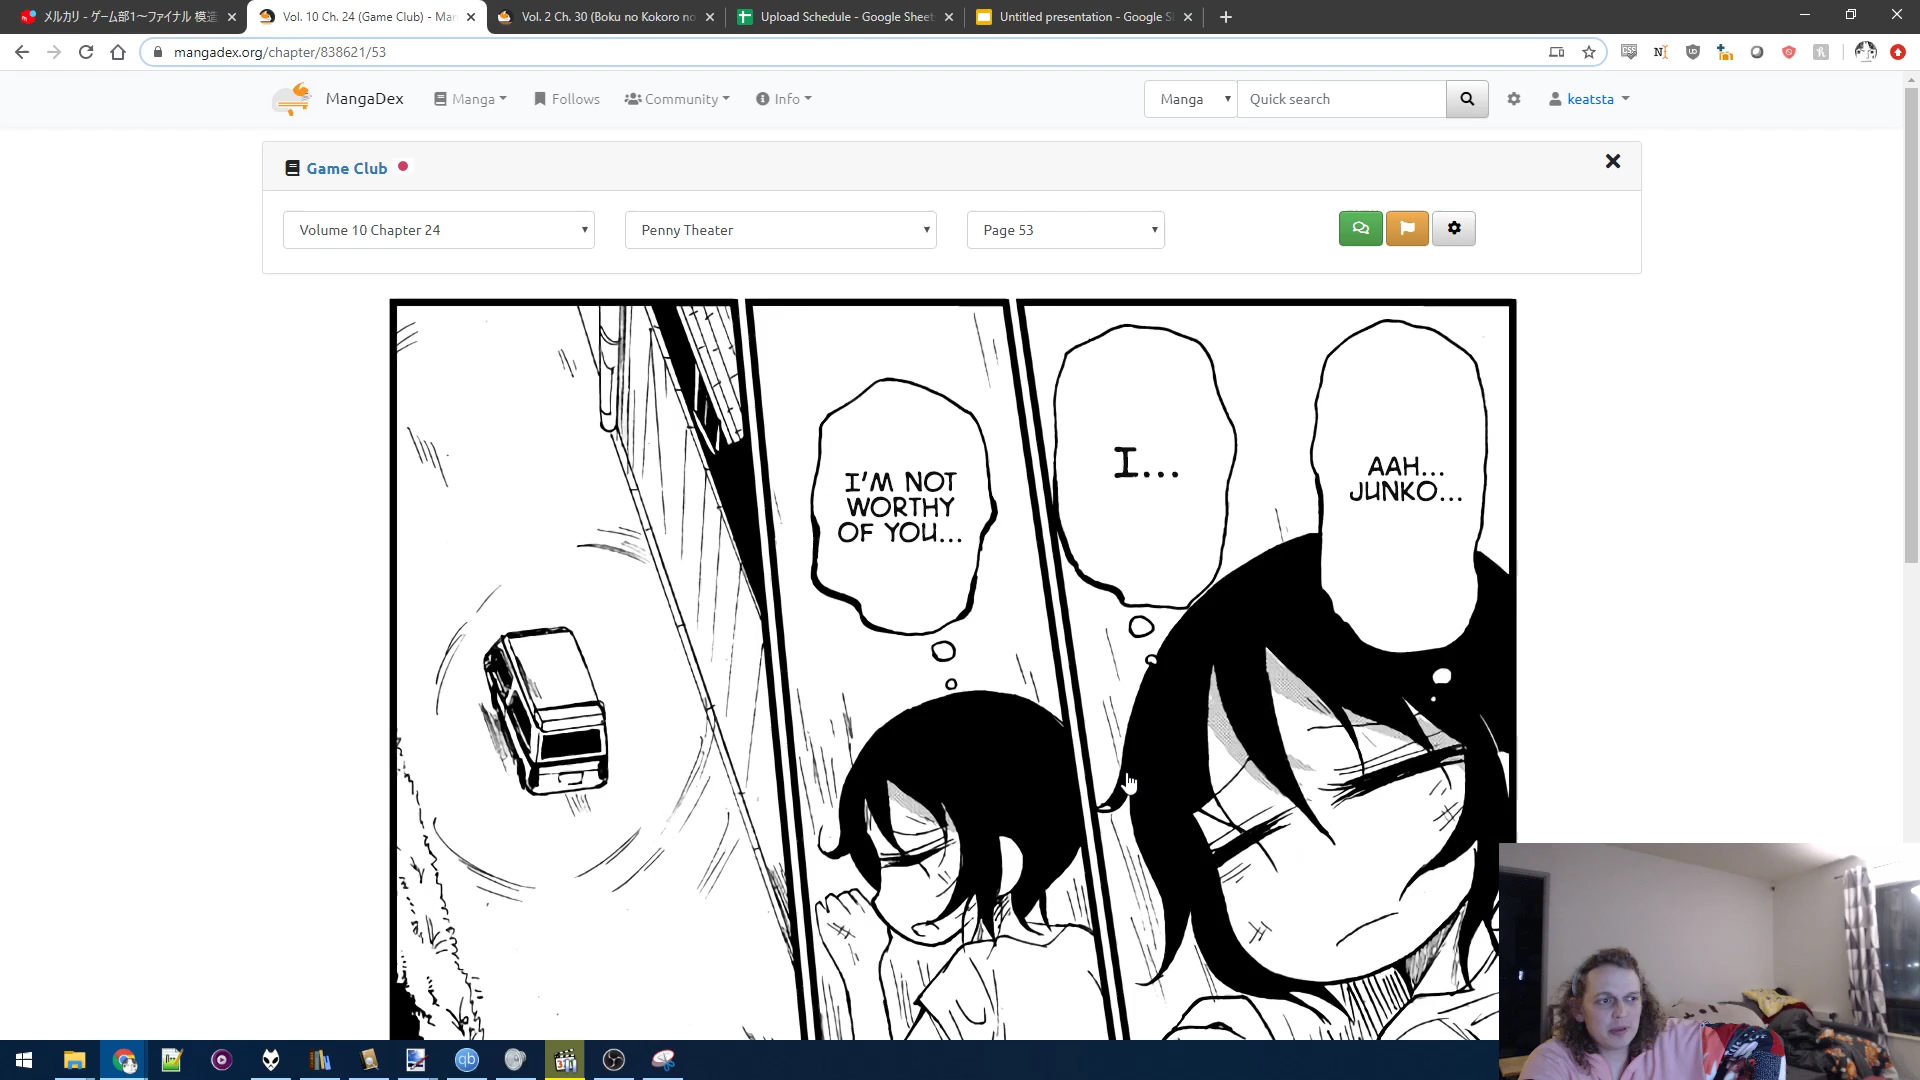 メルカリ - ゲーム部1〜ファイナル 模造
Vol. 10 Ch. 24 (Game Club) - Man
Vol. 2 Ch. 30 (Boku no Kokoro no
Upload Schedule - Google Sheet
Untitled presentation - Google Sl
mangadex.org/chapter/838621/53
MangaDex
Manga
Follows
Community
Info
Manga
Quick search
keatsta
Game Club
Volume 10 Chapter 24
Penny Theater
Page 53
AAH...
JUNKO...
I...
I'M NOT
WORTHY
OF YOU...